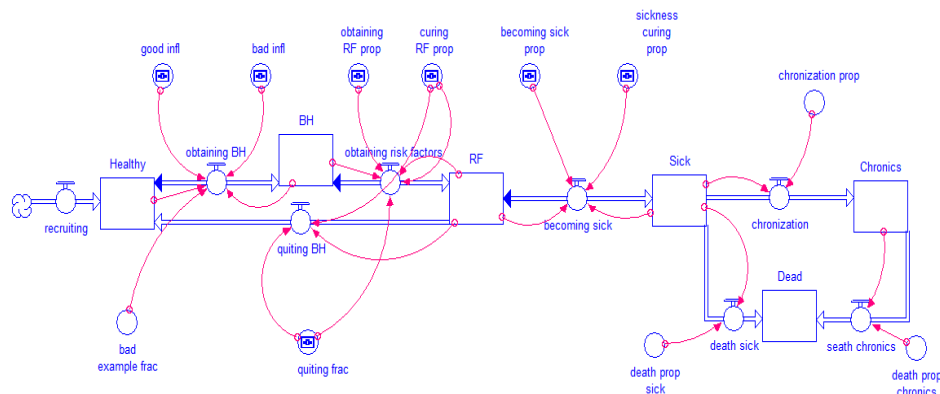 good infl
bad infl
obtaining
RF prop
curing
RF prop
becoming sick
prop
sickness
curing
prop
chronization prop
BH
Healthy
obtaining BH
obtaining risk factors
RF
Sick
Chronics
recruiting
quiting BH
becoming sick
chronization
Dead
bad
example frac
quiting frac
death sick
seath chronics
death prop
sick
death prop
chronics